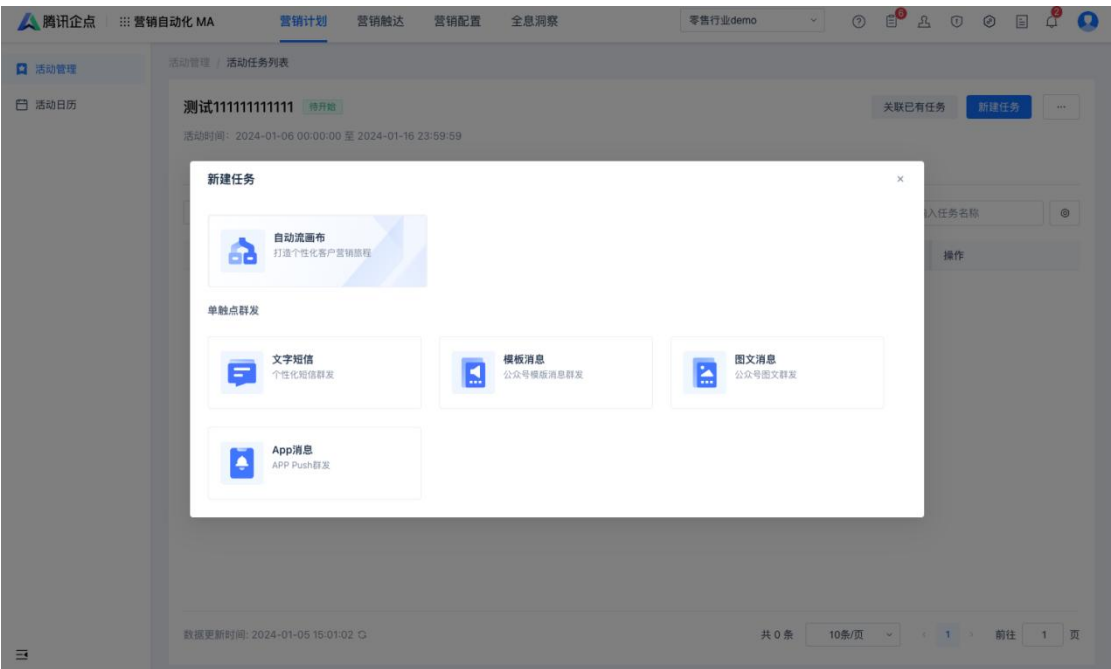 腾讯企点 营销自动化 MA 营销计划 营销触达 营销配置 全息洞察 零售行业demo 6 2
活动管理
活动日历
活动管理 / 活动任务列表
测试111111111111 待开始 关联已有任务 新建任务 ...
活动时间: 2024-01-06 00:00:00 至 2024-01-16 23:59:59
新建任务 ×
入任务名称
操作
自动流画布
打造个性化客户营销旅程
单触点群发
文字短信
个性化短信群发
模板消息
公众号模版消息群发
图文消息
公众号图文群发
App消息
APP Push群发
数据更新时间: 2024-01-05 15:01:02 共 0 条 10条/页 1 前往 1 页